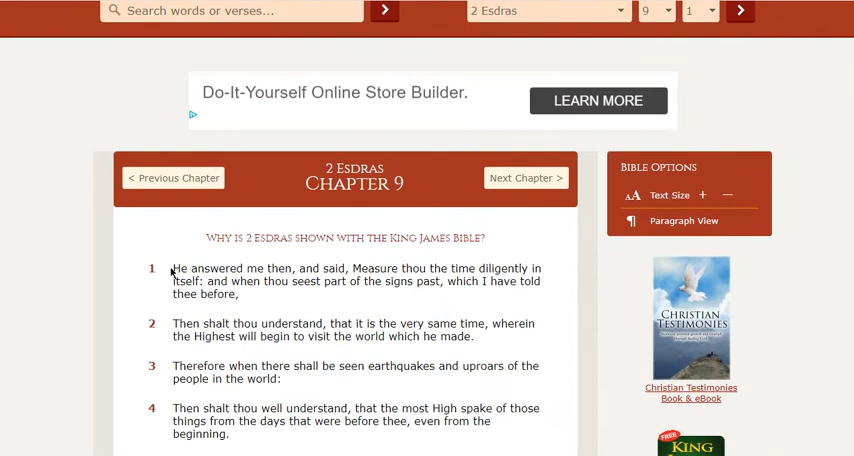 Search words or verses...
2 Esdras
9
1
Do-It-Yourself Online Store Builder.
LEARN MORE
< Previous Chapter
2 Esdras
Chapter 9
Next Chapter >
Bible Options
AA Text Size + —
¶ Paragraph View
Why is 2 Esdras shown with the King James Bible?
1 He answered me then, and said, Measure thou the time diligently in
itself: and when thou seest part of the signs past, which I have told
thee before,
2 Then shalt thou understand, that it is the very same time, wherein
the Highest will begin to visit the world which he made.
3 Therefore when there shall be seen earthquakes and uproars of the
people in the world:
4 Then shalt thou well understand, that the most High spake of those
things from the days that were before thee, even from the
beginning.
Christian
Testimonies
Christian Testimonies
Book & eBook
FREE
King